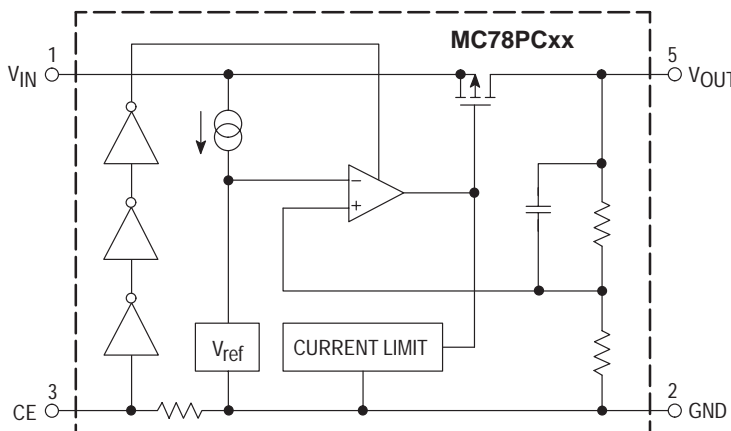 MC78PCxx
1
5
VIN
VOUT
−
+
Vref
CURRENT LIMIT
3
2
CE
GND